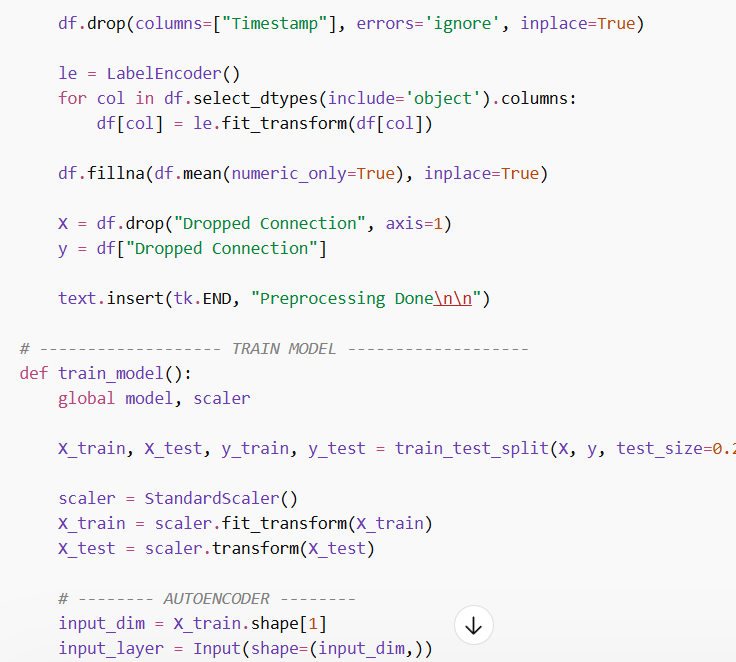 df.drop(columns=["Timestamp"], errors='ignore', inplace=True)
le = LabelEncoder()
for col in df.select_dtypes(include='object').columns:
df[col] = le.fit_transform(df[col])
df.fillna(df.mean(numeric_only=True), inplace=True)
X = df.drop("Dropped Connection", axis=1)
y = df["Dropped Connection"]
text.insert(tk.END, "Preprocessing Done\n\n")
# ------------------- TRAIN MODEL -------------------
def train_model():
global model, scaler
X_train, X_test, y_train, y_test = train_test_split(X, y, test_size=0.2
scaler = StandardScaler()
X_train = scaler.fit_transform(X_train)
X_test = scaler.transform(X_test)
# -------- AUTOENCODER --------
input_dim = X_train.shape[1]
input_layer = Input(shape=(input_dim,))